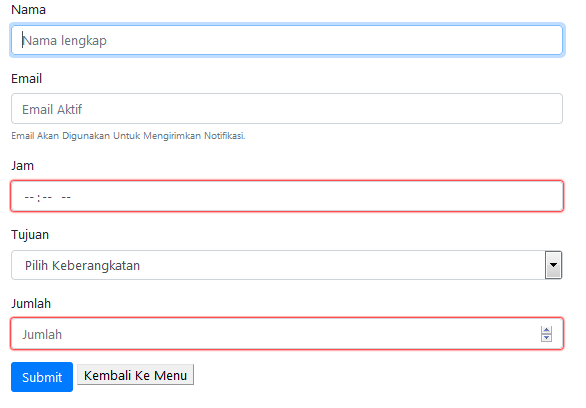 Nama
Nama lengkap
Email
Email Aktif
Email Akan Digunakan Untuk Mengirimkan Notifikasi.
Jam
--:-- --
Tujuan
Pilih Keberangkatan
Jumlah
Jumlah
Submit Kembali Ke Menu